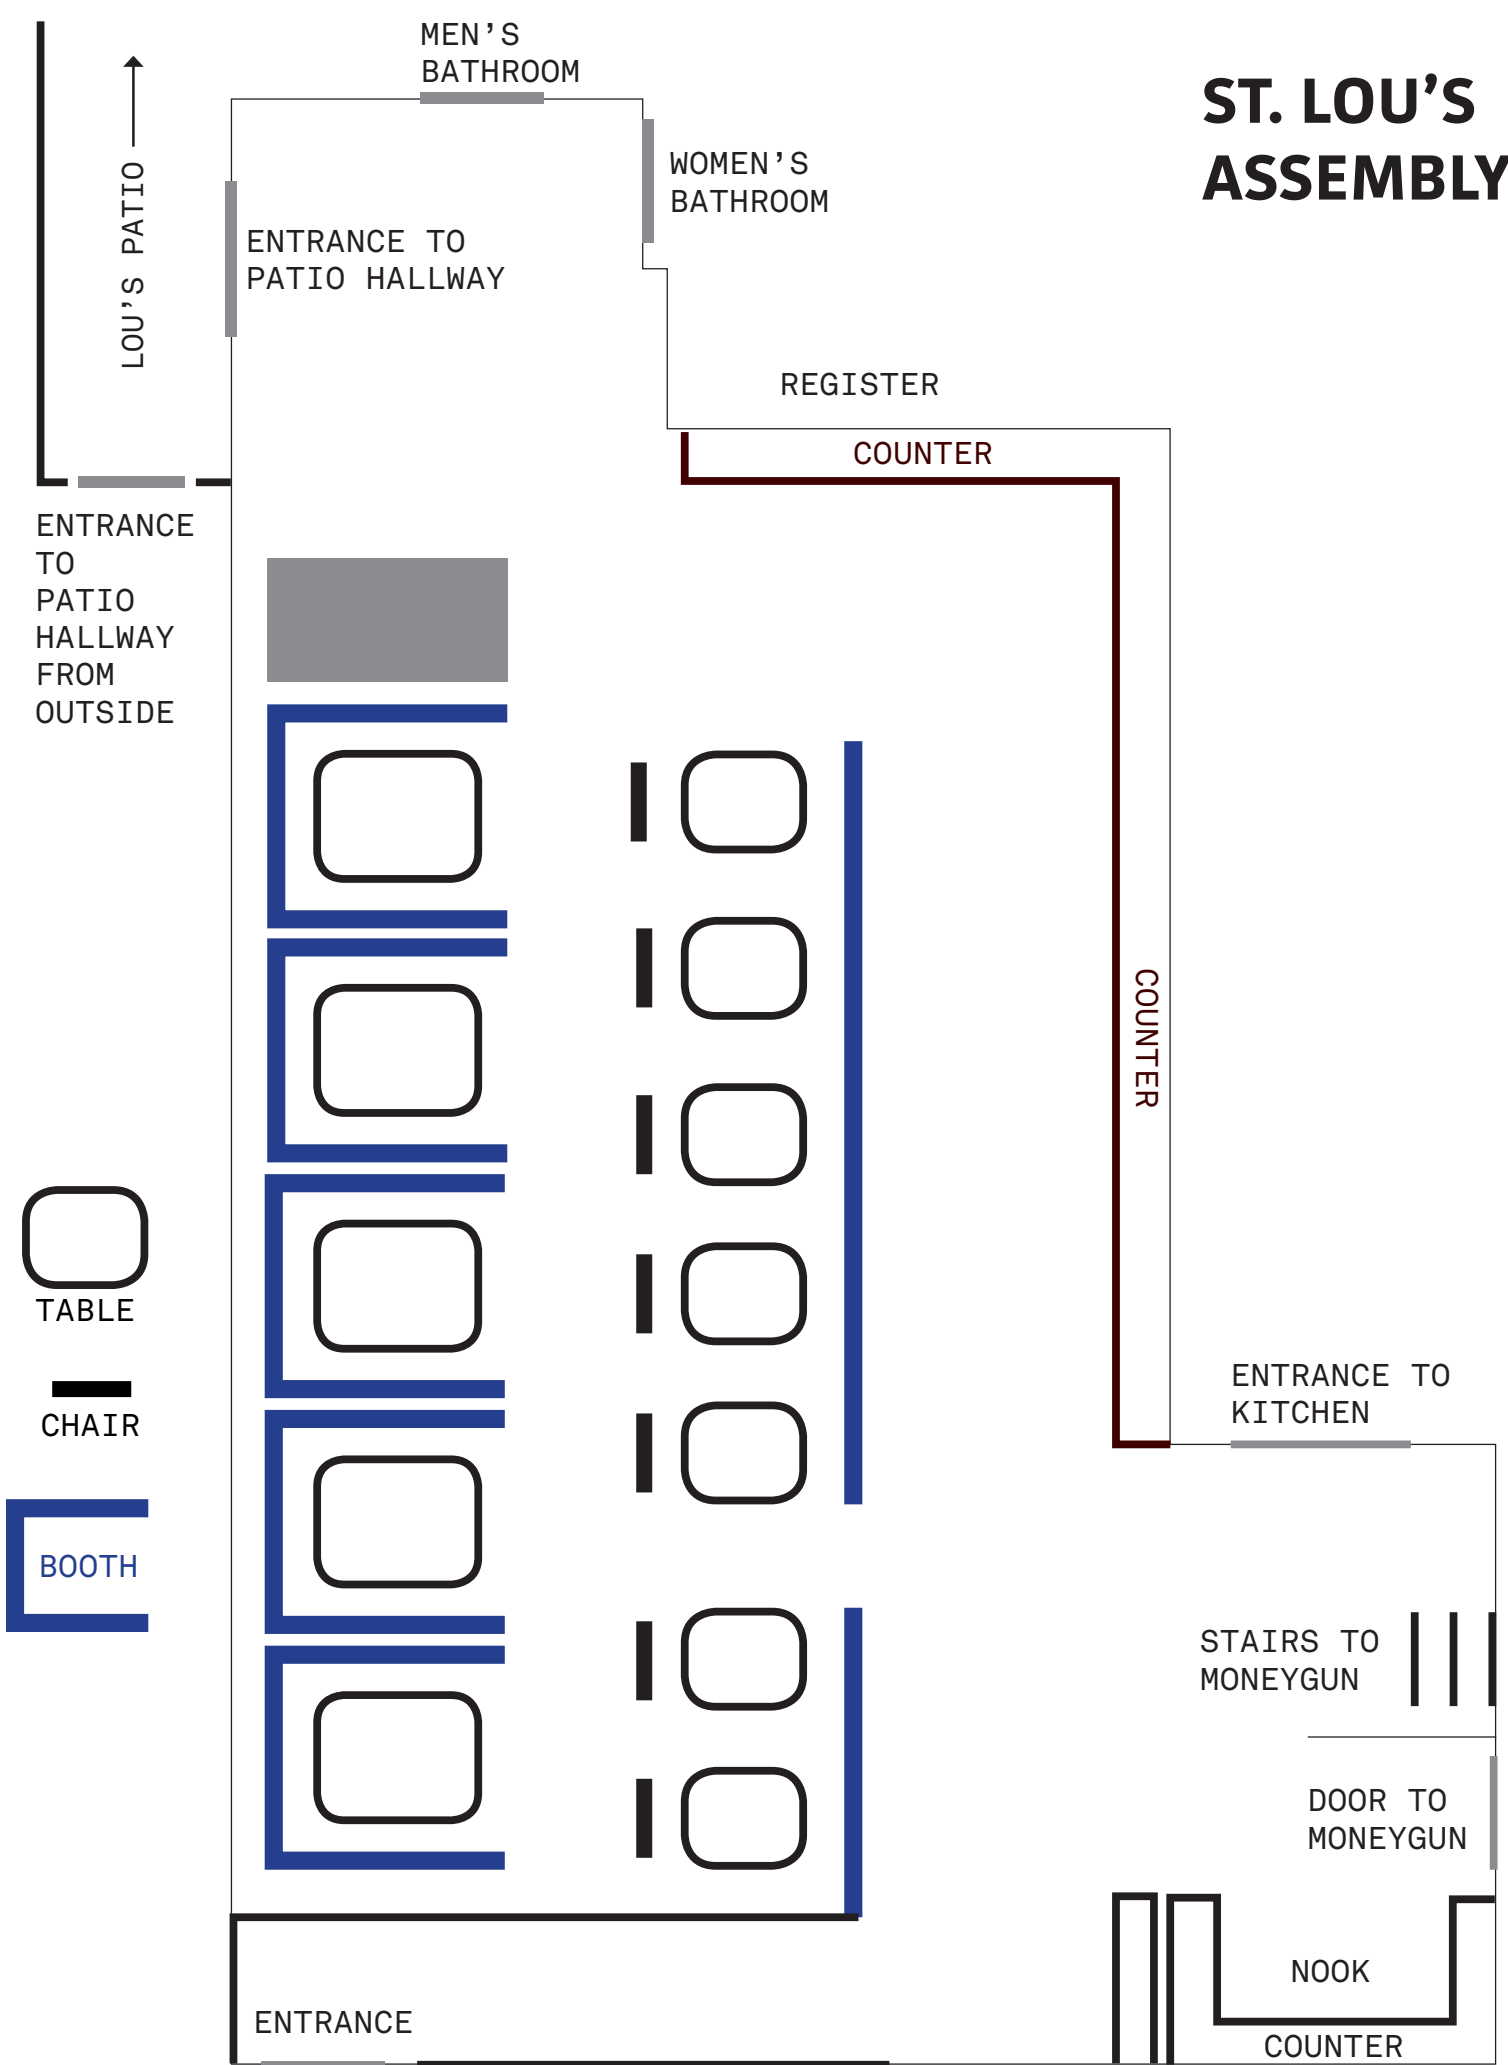 MEN'S
BATHROOM
ST. LOU'S
ASSEMBLY
WOMEN'S
BATHROOM
LOU'S PATIO
ENTRANCE TO
PATIO HALLWAY
REGISTER
COUNTER
ENTRANCE
TO
PATIO
HALLWAY
FROM
OUTSIDE
COUNTER
TABLE
CHAIR
BOOTH
ENTRANCE TO
KITCHEN
STAIRS TO
MONEYGUN
DOOR TO
MONEYGUN
NOOK
COUNTER
ENTRANCE